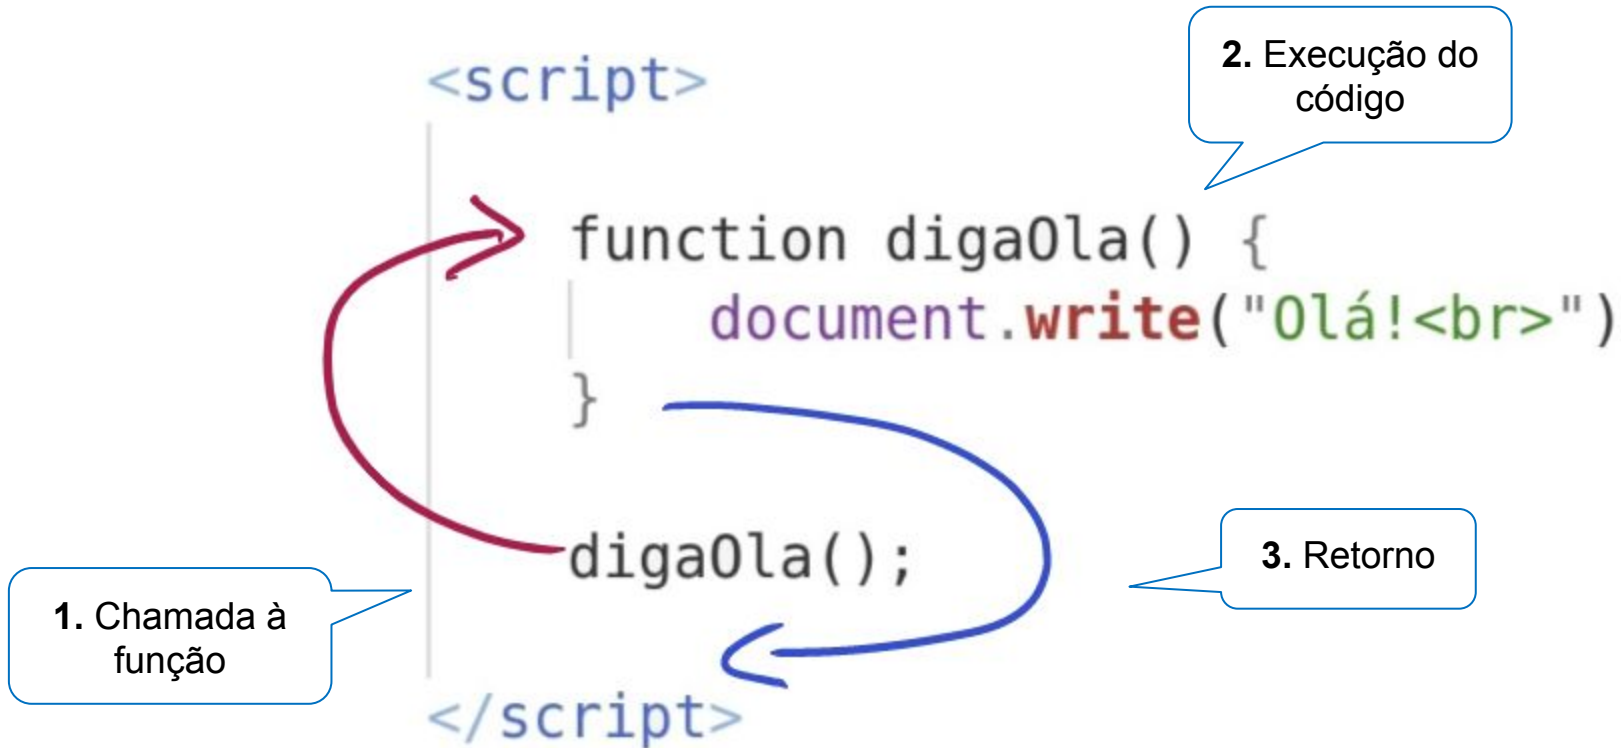 2. Execução do
código
<script>
function digaOla() {
document.write("Olá!<br>")
}
digaOla();
3. Retorno
1. Chamada à
função
</script>